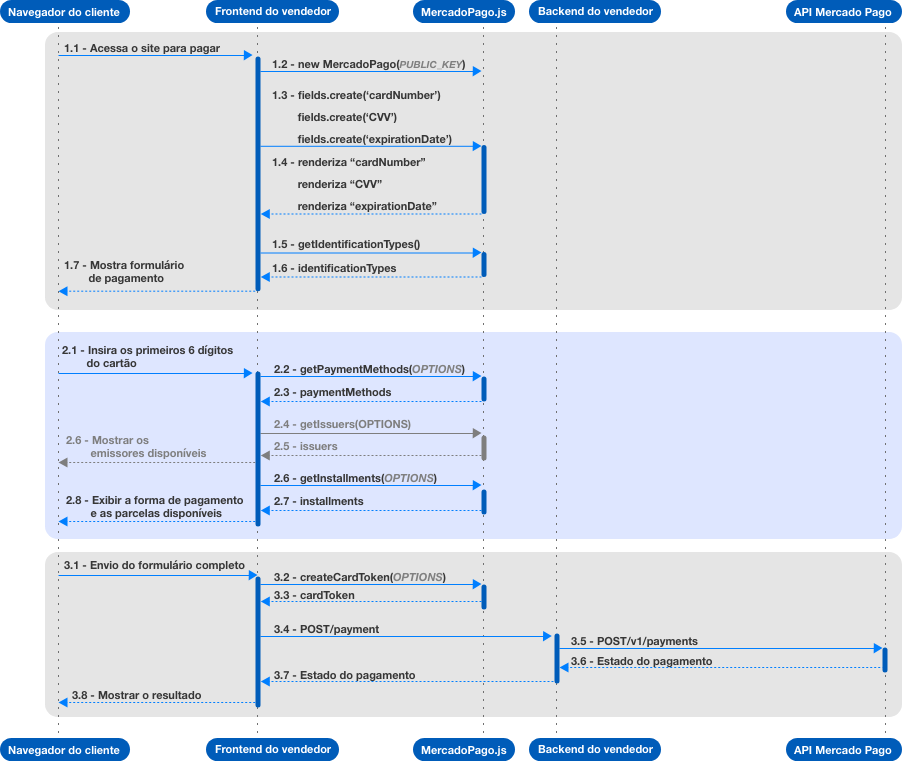 Navegador do cliente
Frontend do vendedor
MercadoPago.js
Backend do vendedor
API Mercado Pago
1.1 - Acessa o site para pagar
1.2 - new MercadoPago(PUBLIC_KEY)
1.3 - fields.create(‘cardNumber’)
fields.create(‘CVV’)
fields.create(‘expirationDate’)
1.4 - renderiza “cardNumber”
renderiza “CVV”
renderiza “expirationDate”
1.5 - getIdentificationTypes()
1.6 - identificationTypes
1.7 - Mostra formulário
de pagamento
2.1 - Insira os primeiros 6 dígitos
do cartão
2.2 - getPaymentMethods(OPTIONS)
2.3 - paymentMethods
2.4 - getIssuers(OPTIONS)
2.5 - issuers
2.6 - Mostrar os
emissores disponíveis
2.6 - getInstallments(OPTIONS)
2.7 - installments
2.8 - Exibir a forma de pagamento
e as parcelas disponíveis
3.1 - Envio do formulário completo
3.2 - createCardToken(OPTIONS)
3.3 - cardToken
3.4 - POST/payment
3.5 - POST/v1/payments
3.6 - Estado do pagamento
3.7 - Estado do pagamento
3.8 - Mostrar o resultado
Navegador do cliente
Frontend do vendedor
MercadoPago.js
Backend do vendedor
API Mercado Pago